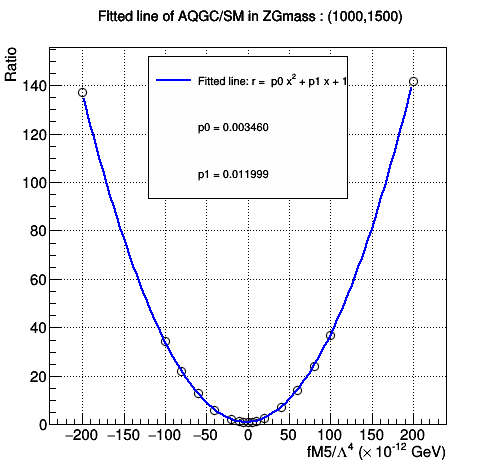 FItted line of AQGC/SM in ZGmass : (1000,1500)
Ratio
Fitted line: r = p0 x² + p1 x + 1
p0 = 0.003460
p1 = 0.011999
140
120
100
80
60
40
20
0
−200 −150 −100 −50 0 50 100 150 200
fM5/Λ⁴ (× 10⁻¹² GeV)